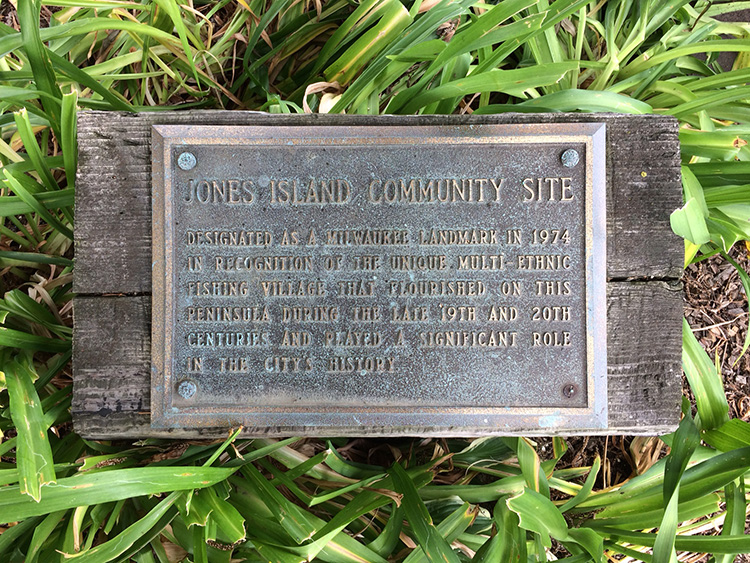 JONES ISLAND COMMUNITY SITE
DESIGNATED AS A MILWAUKEE LANDMARK IN 1974
IN RECOGNITION OF THE UNIQUE MULTI-ETHNIC
FISHING VILLAGE THAT FLOURISHED ON THIS
PENINSULA DURING THE LATE 19TH AND 20TH
CENTURIES AND PLAYED A SIGNIFICANT ROLE
IN THE CITY'S HISTORY